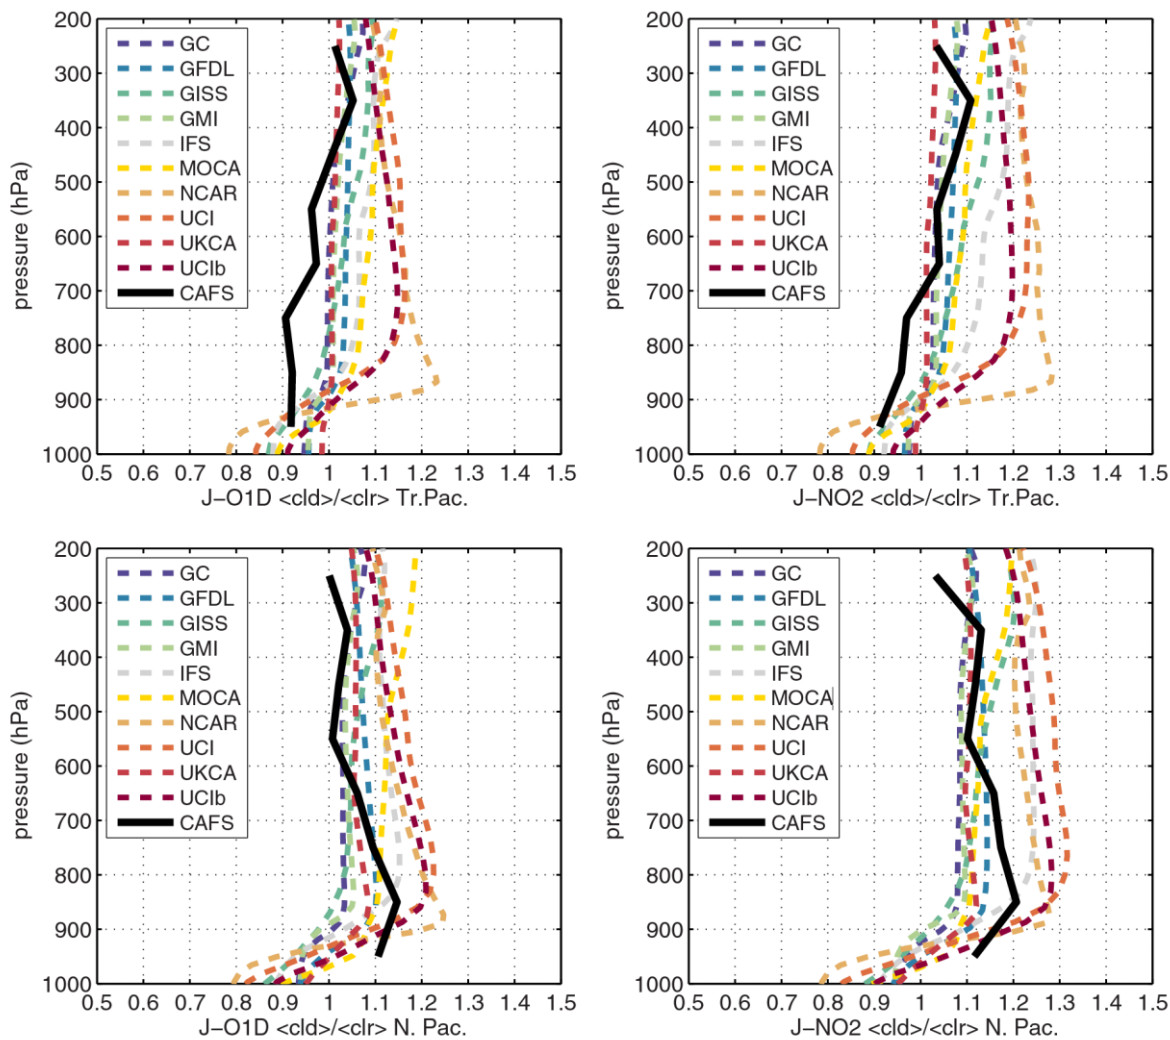 200
300
400
500
600
700
800
900
1000
pressure (hPa)
GC
GFDL
GISS
GMI
IFS
MOCA
NCAR
UCI
UKCA
UCIb
CAFS
0.5 0.6 0.7 0.8 0.9 1 1.1 1.2 1.3 1.4 1.5
J−O1D <cld>/<clr> Tr.Pac.
200
300
400
500
600
700
800
900
1000
pressure (hPa)
GC
GFDL
GISS
GMI
IFS
MOCA
NCAR
UCI
UKCA
UCIb
CAFS
0.5 0.6 0.7 0.8 0.9 1 1.1 1.2 1.3 1.4 1.5
J−NO2 <cld>/<clr> Tr.Pac.
200
300
400
500
600
700
800
900
1000
pressure (hPa)
GC
GFDL
GISS
GMI
IFS
MOCA
NCAR
UCI
UKCA
UCIb
CAFS
0.5 0.6 0.7 0.8 0.9 1 1.1 1.2 1.3 1.4 1.5
J−O1D <cld>/<clr> N. Pac.
200
300
400
500
600
700
800
900
1000
pressure (hPa)
GC
GFDL
GISS
GMI
IFS
MOCA
NCAR
UCI
UKCA
UCIb
CAFS
0.5 0.6 0.7 0.8 0.9 1 1.1 1.2 1.3 1.4 1.5
J−NO2 <cld>/<clr> N. Pac.